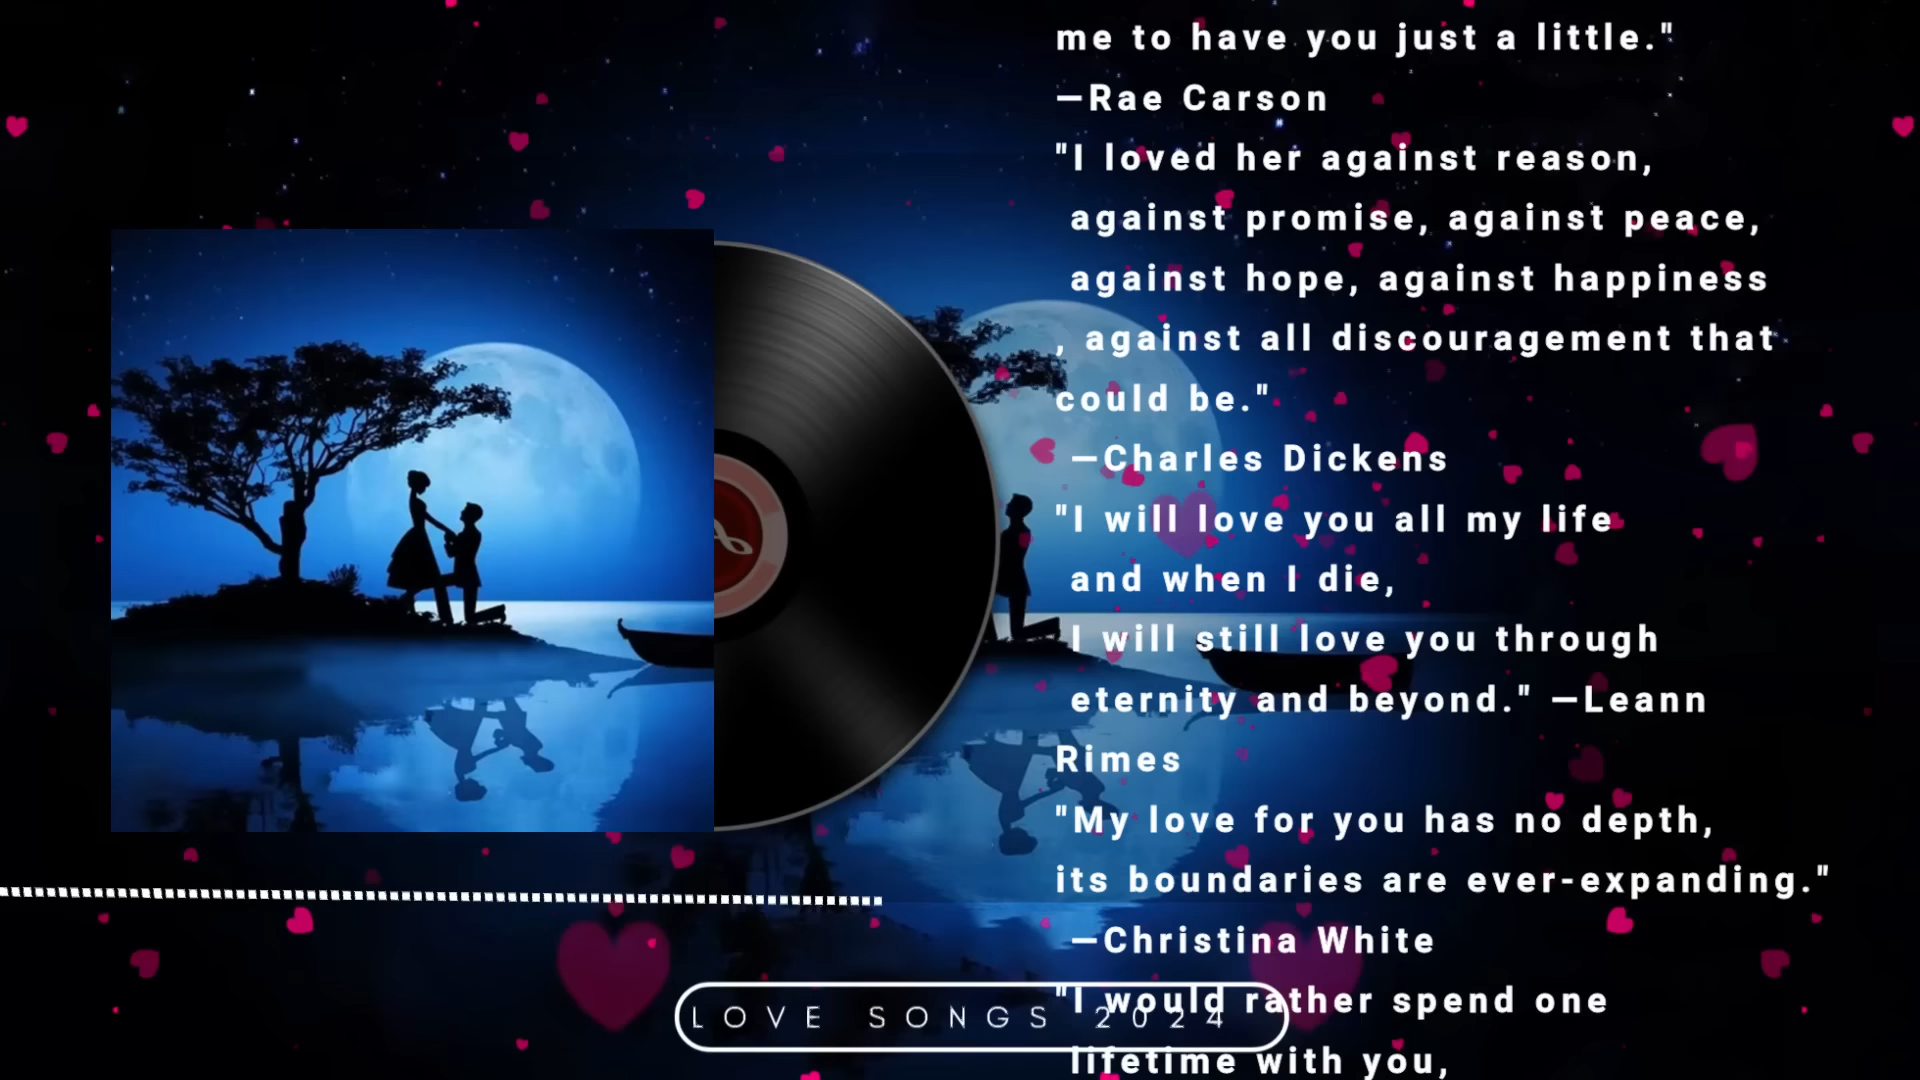 me to have you just a little."
—Rae Carson
"I loved her against reason,
against promise, against peace,
against hope, against happiness
, against all discouragement that
could be."
—Charles Dickens
"I will love you all my life
and when I die,
I will still love you through
eternity and beyond." —Leann
Rimes
"My love for you has no depth,
its boundaries are ever-expanding."
—Christina White
"I would rather spend one
lifetime with you,
LOVE SONGS 2024